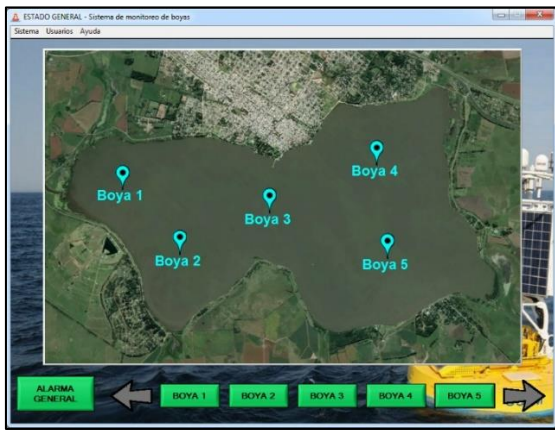 ESTADO GENERAL - Sistema de monitoreo de boyas
Sistema Usuarios Ayuda
Boya 4
Boya 1
Boya 3
Boya 2
Boya 5
ALARMA
GENERAL
BOYA 1
BOYA 2
BOYA 3
BOYA 4
BOYA 5